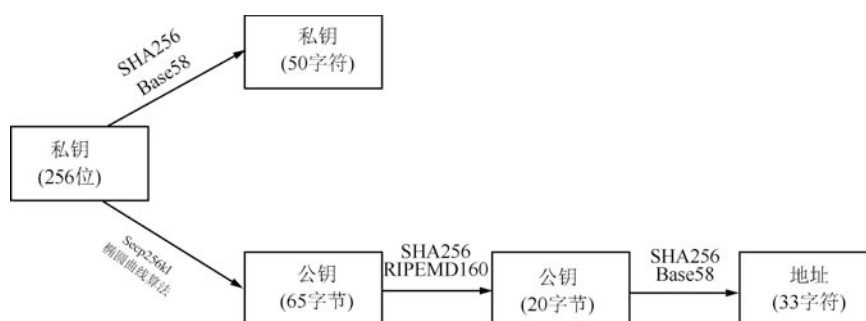 SHA256
Base58
私钥
(50字符)
私钥
(256位)
Secp256kl
椭圆曲线算法
公钥
(65字节)
SHA256
RIPEMD160
公钥
(20字节)
SHA256
Base58
地址
(33字符)